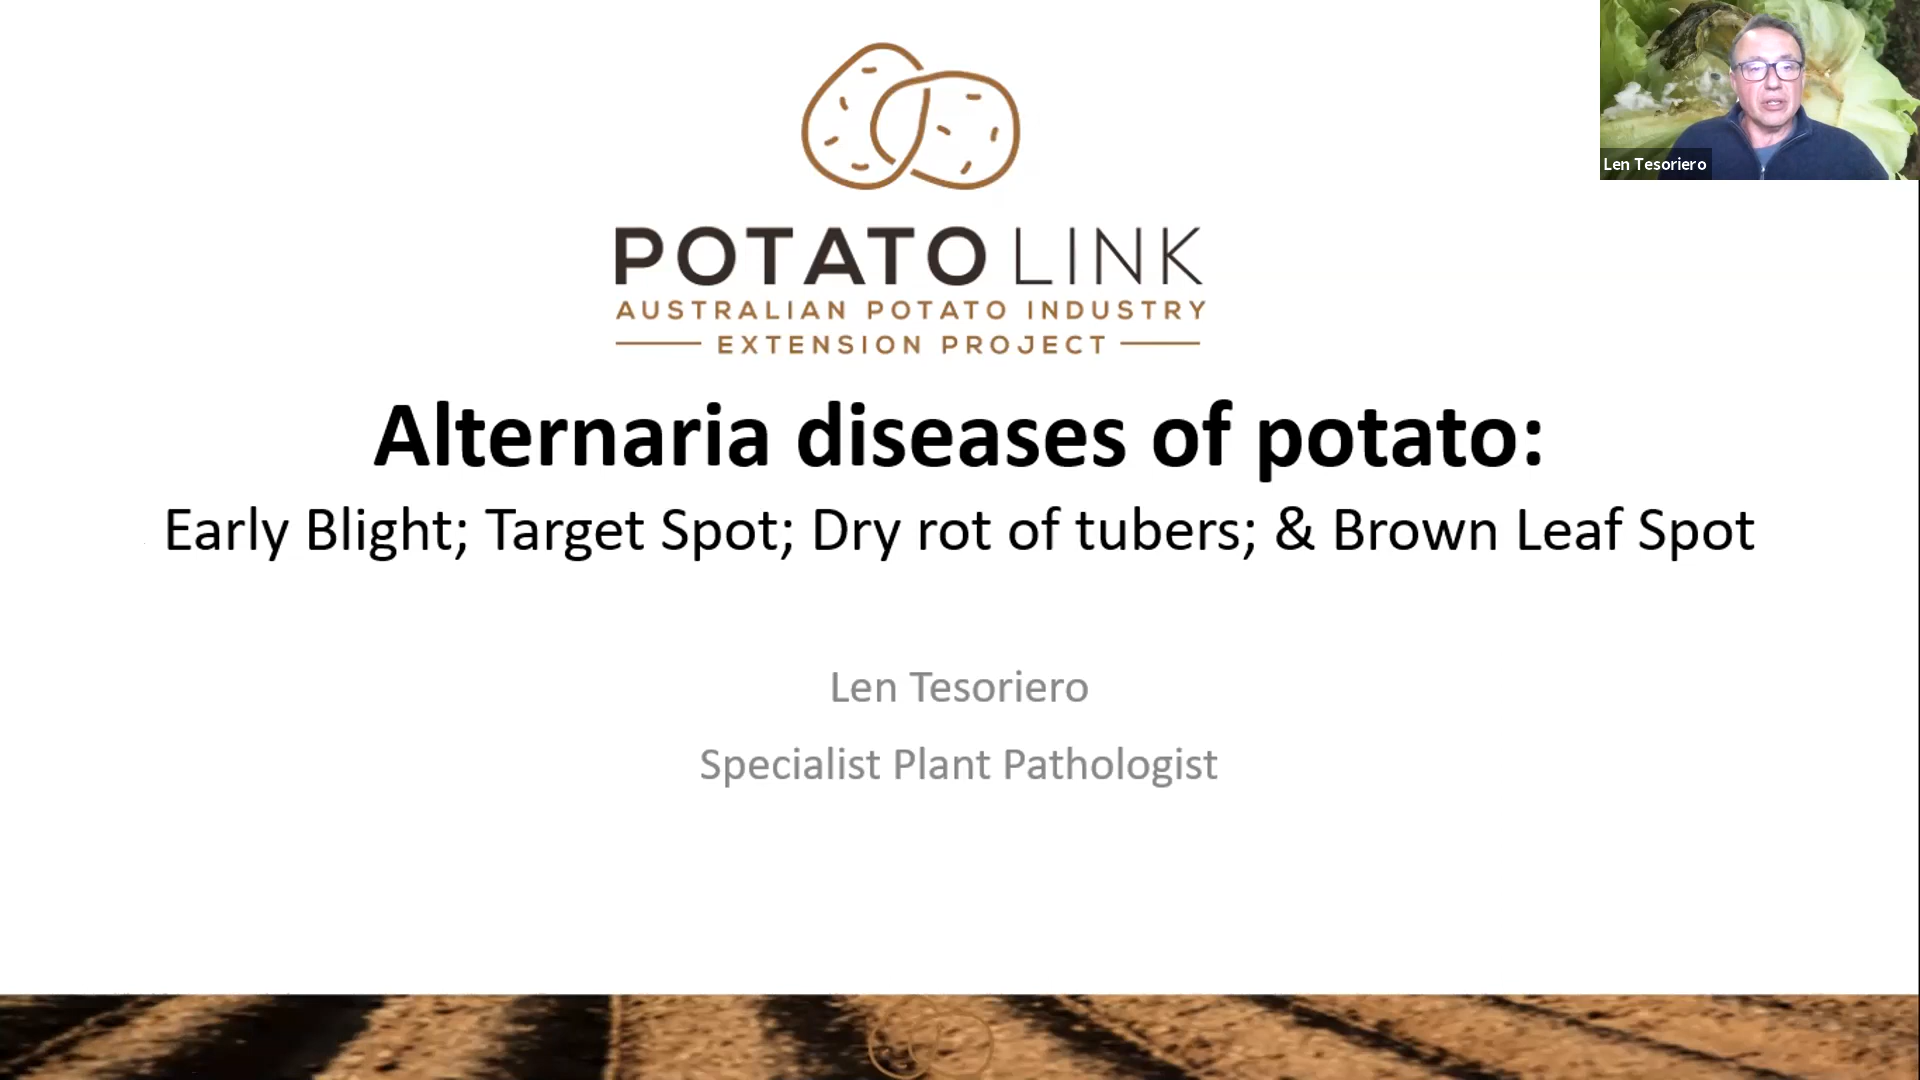 POTATO LINK
AUSTRALIAN POTATO INDUSTRY
EXTENSION PROJECT
Alternaria diseases of potato:
Early Blight; Target Spot; Dry rot of tubers; & Brown Leaf Spot
Len Tesoriero
Specialist Plant Pathologist
Len Tesoriero